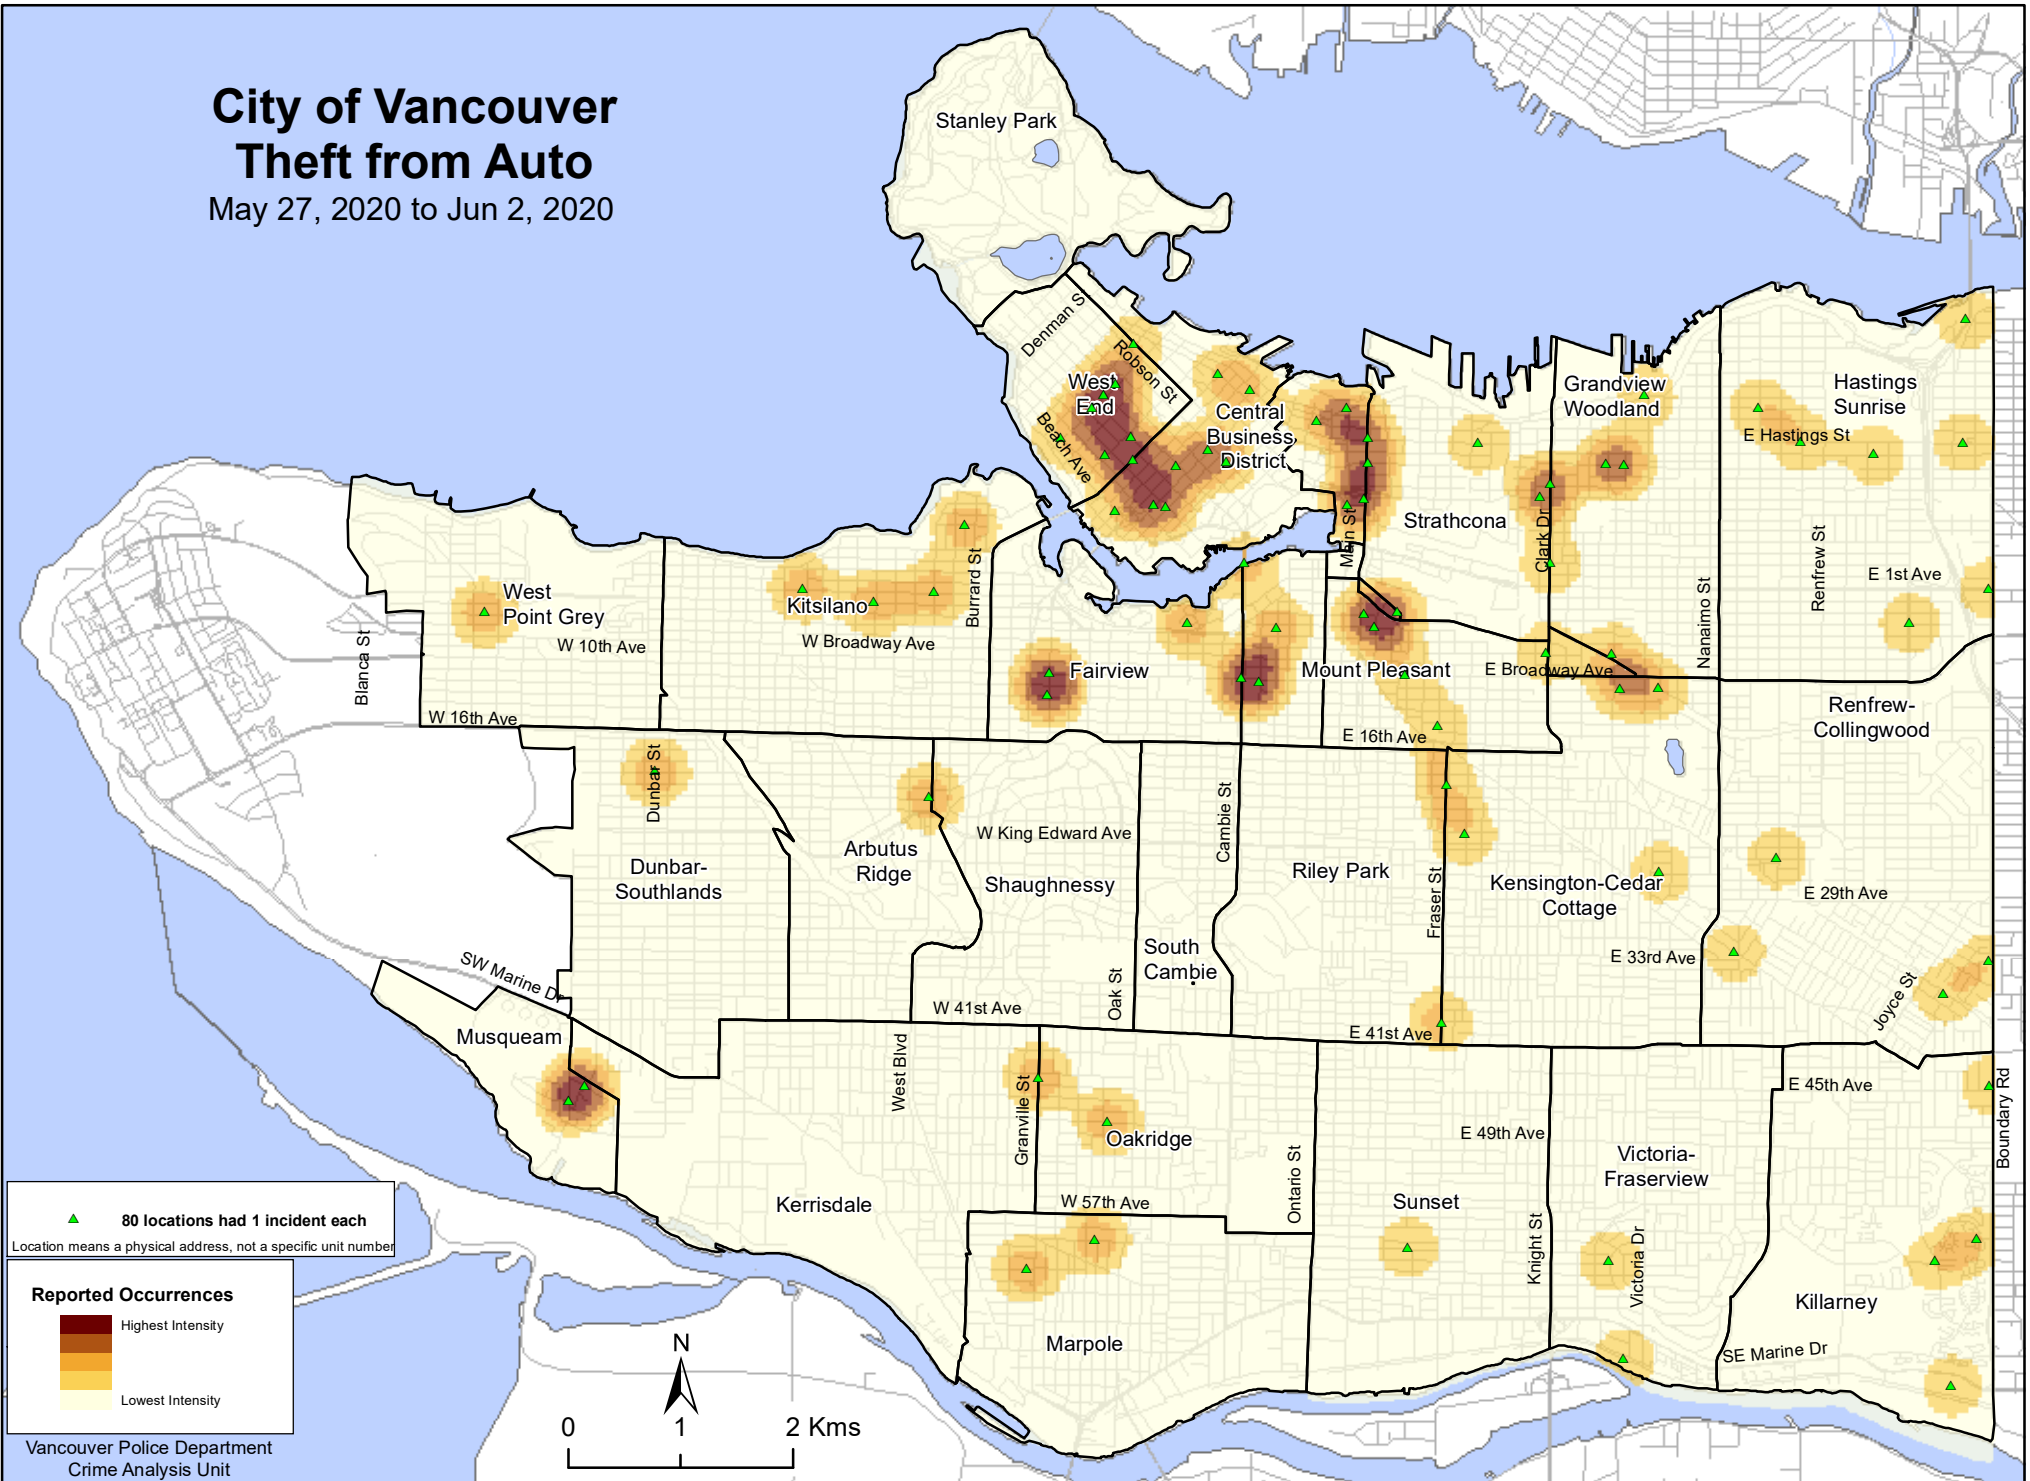 City of Vancouver
Theft from Auto
May 27, 2020 to Jun 2, 2020
Stanley Park
Denman S
Robson St
West
End
Beach Ave
Central
Business
District
Grandview
Woodland
Hastings
Sunrise
E Hastings St
Strathcona
Main St
Clark Dr
Nanaimo St
Renfrew St
E 1st Ave
West
Point Grey
Blanca St
W 10th Ave
W 16th Ave
Kitsilano
W Broadway Ave
Burrard St
Fairview
Mount Pleasant
E Broadway Ave
E 16th Ave
Renfrew-
Collingwood
Dunbar St
Dunbar-
Southlands
Arbutus
Ridge
W King Edward Ave
Shaughnessy
Cambie St
South
Cambie
Oak St
Riley Park
Fraser St
Kensington-Cedar
Cottage
E 29th Ave
E 33rd Ave
Joyce St
SW Marine Dr
Musqueam
W 41st Ave
E 41st Ave
West Blvd
Granville St
Oakridge
E 45th Ave
E 49th Ave
Boundary Rd
Kerrisdale
W 57th Ave
Ontario St
Sunset
Knight St
Victoria-
Fraserview
Victoria Dr
Killarney
SE Marine Dr
Marpole
80 locations had 1 incident each
Location means a physical address, not a specific unit number
Reported Occurrences
Highest Intensity
Lowest Intensity
Vancouver Police Department
Crime Analysis Unit
N
0 1 2 Kms